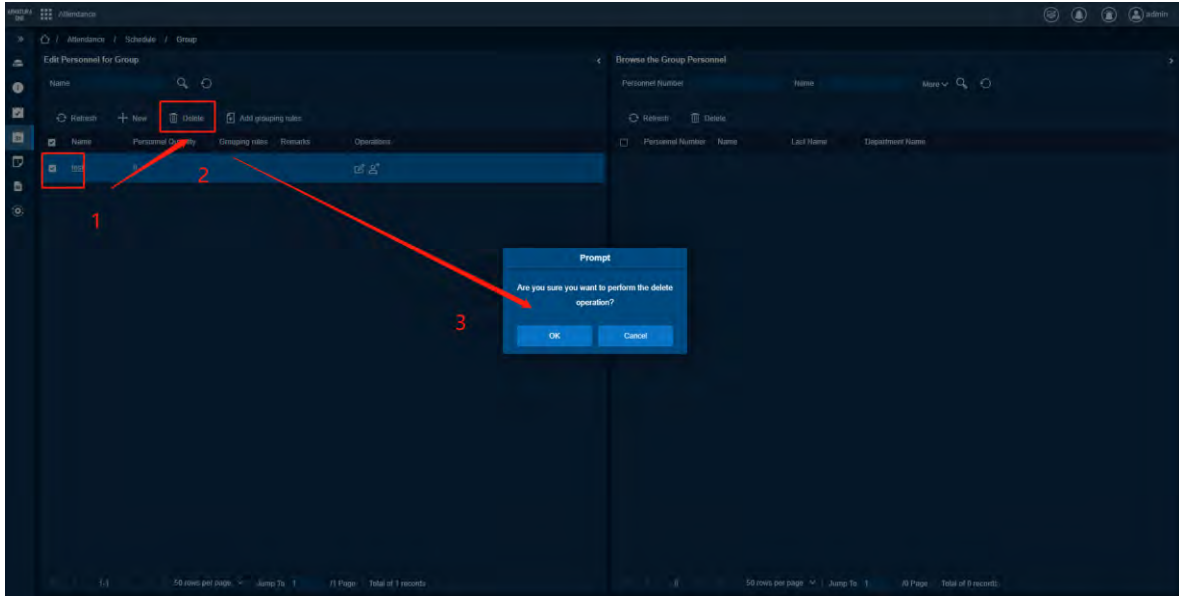 Attendance
admin
/ Attendance / Schedule / Group
Edit Personnel for Group
Name
Refresh New Delete Add grouping rules
Name Personnel Quantity Grouping rules Remarks Operations
test 0
1
2
3
Prompt
Are you sure you want to perform the delete
operation?
OK Cancel
50 rows per page Jump To 1 /1 Page Total of 1 records
Browse the Group Personnel
Personnel Number Name More
Refresh Delete
Personnel Number Name Last Name Department Name
50 rows per page Jump To 1 /0 Page Total of 0 records